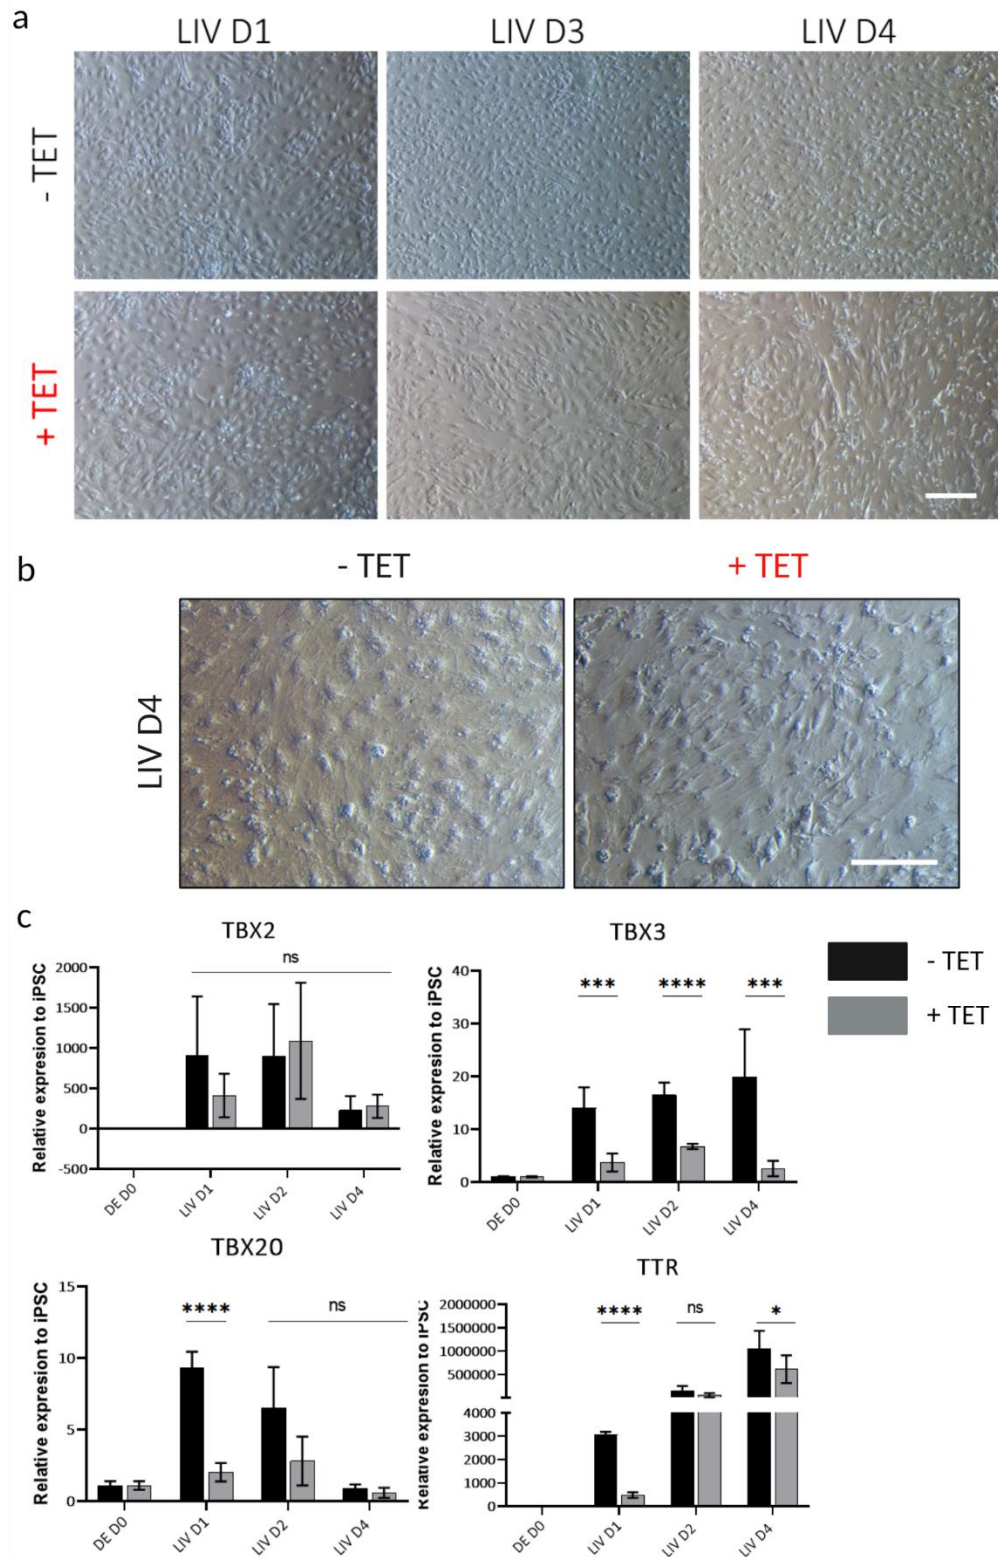 a
LIV D1 LIV D3 LIV D4
- TET
+ TET
b
- TET + TET
LIV D4
c
TBX2
Relative expresion to iPSC
ns
2000
1500
1000
500
0
-500
DE D0 LIV D1 LIV D2 LIV D4
TBX3
Relative expresion to iPSC
*** **** ***
40
30
20
10
0
DE D0 LIV D1 LIV D2 LIV D4
- TET
+ TET
TBX20
Relative expresion to iPSC
**** ns
15
10
5
0
DE D0 LIV D1 LIV D2 LIV D4
TTR
Relative expresion to iPSC
**** ns *
2000000
1500000
1000000
500000
4000
3000
2000
1000
0
DE D0 LIV D1 LIV D2 LIV D4